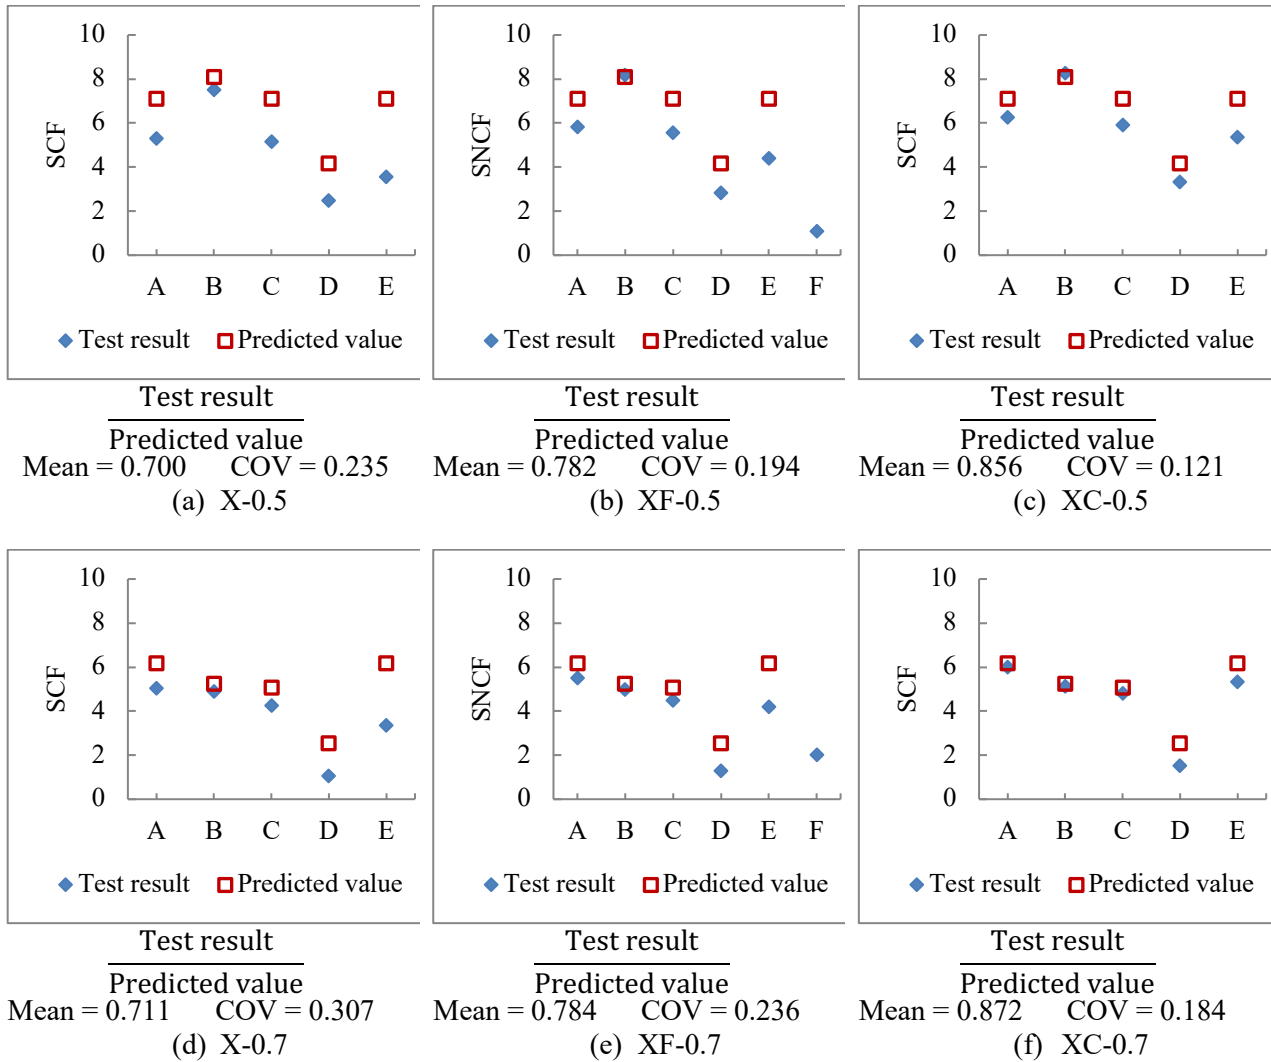 10
8
6
4
2
0
SCF
A B C D E
Test result Predicted value
Test result
Predicted value
Mean = 0.700 COV = 0.235
(a) X-0.5
10
8
6
4
2
0
SNCF
A B C D E F
Test result Predicted value
Test result
Predicted value
Mean = 0.782 COV = 0.194
(b) XF-0.5
10
8
6
4
2
0
SCF
A B C D E
Test result Predicted value
Test result
Predicted value
Mean = 0.856 COV = 0.121
(c) XC-0.5
10
8
6
4
2
0
SCF
A B C D E
Test result Predicted value
Test result
Predicted value
Mean = 0.711 COV = 0.307
(d) X-0.7
10
8
6
4
2
0
SNCF
A B C D E F
Test result Predicted value
Test result
Predicted value
Mean = 0.784 COV = 0.236
(e) XF-0.7
10
8
6
4
2
0
SCF
A B C D E
Test result Predicted value
Test result
Predicted value
Mean = 0.872 COV = 0.184
(f) XC-0.7